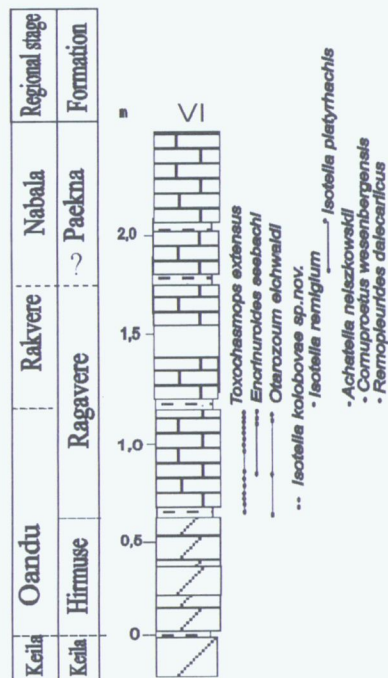 Regional stage
Formation
Nabala
? Paekna
Rakvere
Ragavere
Oandu
Hirmuse
Keila
Keila
m
VI
2,0
1,5
1,0
0,5
0
Toxochasmops extensus
Encrinuroides seebachi
Otarozoum eichwaldi
Isotella kolobovae sp.nov.
Isotella remigium
Isotella platyrhachis
Achatella nieszkowskii
Cornuproetus wesenbergensis
Remopleurides dalecarlicus